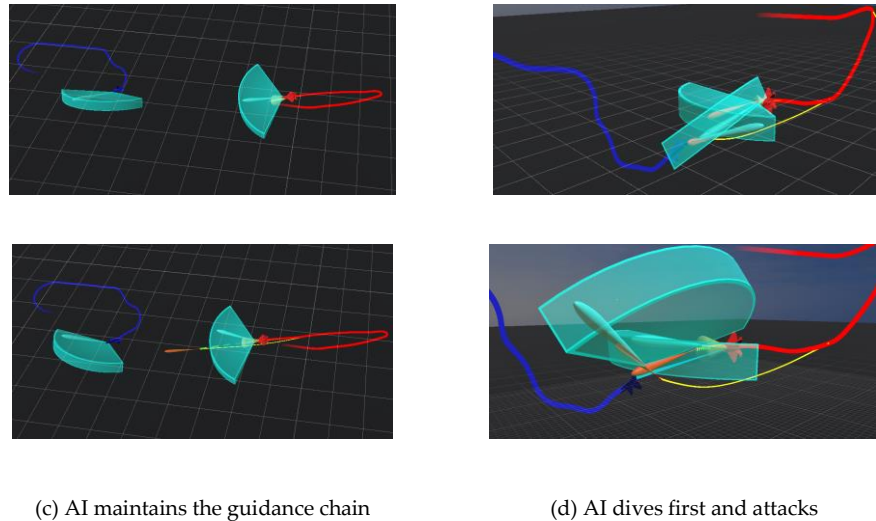 (c) AI maintains the guidance chain
(d) AI dives first and attacks